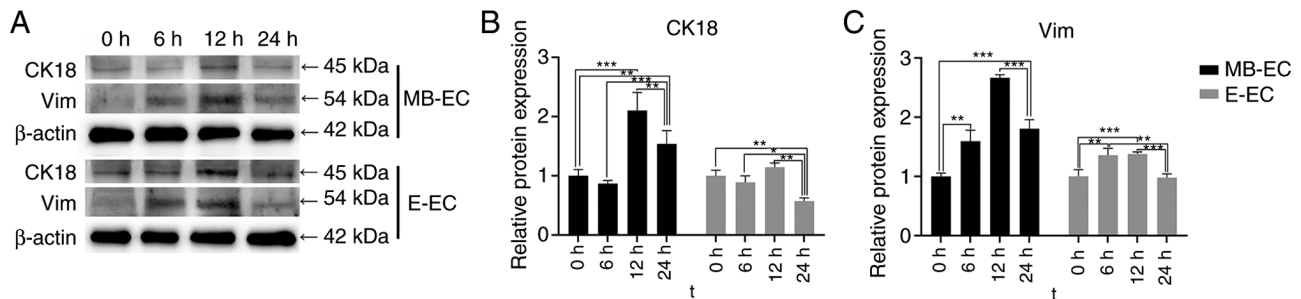 A
0 h 6 h 12 h 24 h
CK18 ← 45 kDa
Vim ← 54 kDa
β-actin ← 42 kDa
MB-EC
CK18 ← 45 kDa
Vim ← 54 kDa
β-actin ← 42 kDa
E-EC
B
CK18
Relative protein expression
3
2
1
0
*** ** *** **
** * **
0 h 6 h 12 h 24 h 0 h 6 h 12 h 24 h
t
C
Vim
Relative protein expression
3
2
1
0
*** *** **
*** ** ** ***
0 h 6 h 12 h 24 h 0 h 6 h 12 h 24 h
t
MB-EC
E-EC